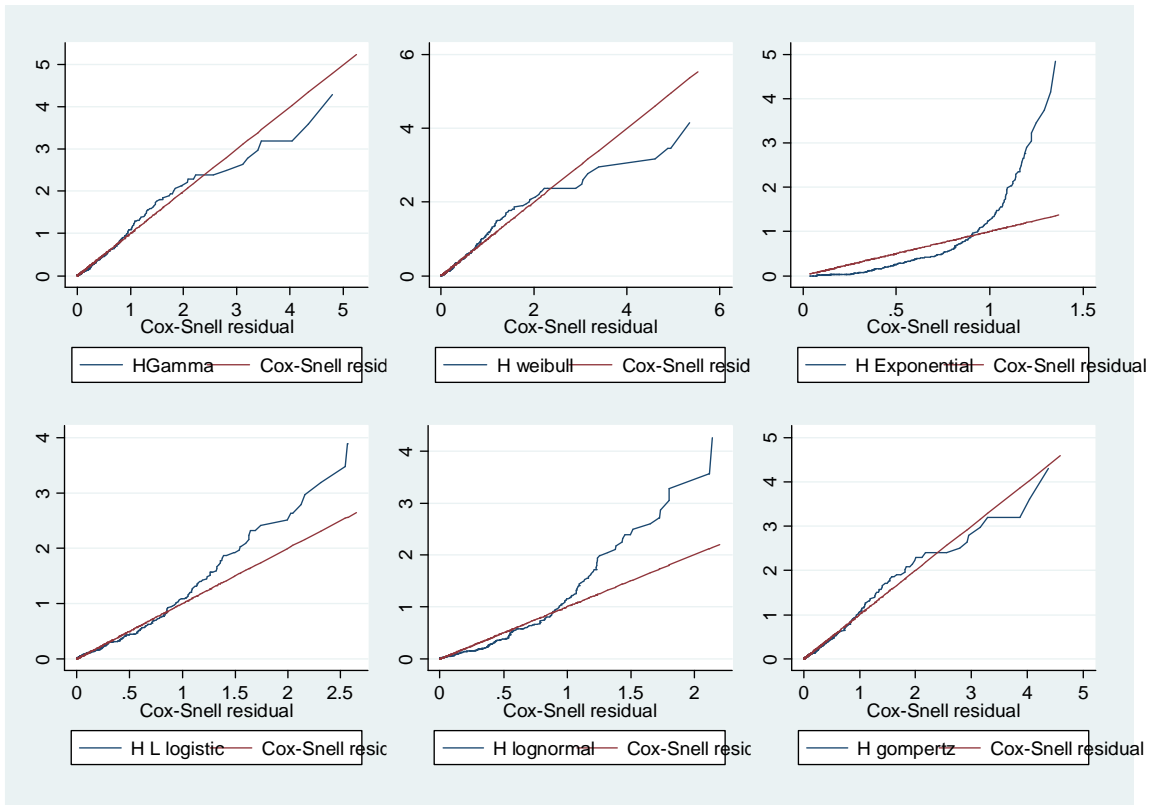 5
4
3
2
1
0
0 1 2 3 4 5
Cox-Snell residual
HGamma Cox-Snell resid
6
4
2
0
0 2 4 6
Cox-Snell residual
H weibull Cox-Snell resid
5
4
3
2
1
0
0 .5 1 1.5
Cox-Snell residual
H Exponential Cox-Snell residual
4
3
2
1
0
0 .5 1 1.5 2 2.5
Cox-Snell residual
H L logistic Cox-Snell resid
4
3
2
1
0
0 .5 1 1.5 2
Cox-Snell residual
H lognormal Cox-Snell resid
5
4
3
2
1
0
0 1 2 3 4 5
Cox-Snell residual
H gompertz Cox-Snell residual